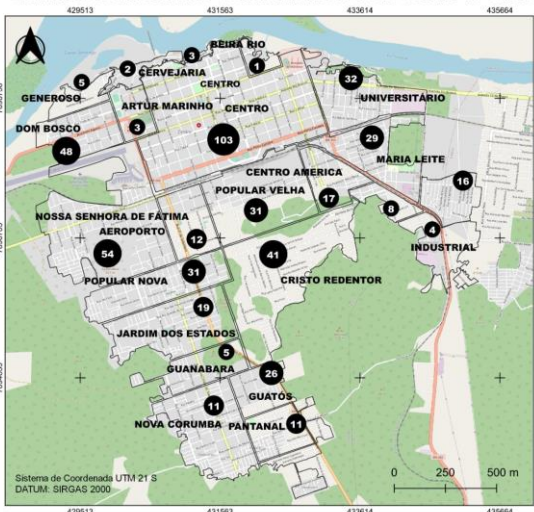 429513 431563 433614 435664
BEIRA RIO
3
2
1
CERVEJARIA
5
CENTRO
32
GENEROSO
ARTUR MARINHO
CENTRO
UNIVERSITÁRIO
DOM BOSCO
3
103
29
48
MARIA LEITE
CENTRO AMERICA
16
POPULAR VELHA
17
31
8
NOSSA SENHORA DE FÁTIMA
AEROPORTO
12
4
INDUSTRIAL
54
41
31
POPULAR NOVA
CRISTO REDENTOR
19
JARDIM DOS ESTADOS
5
GUANABARA
26
GUATÓS
11
NOVA CORUMBA
PANTANAL
11
Sistema de Coordenada UTM 21 S
DATUM: SIRGAS 2000
0 250 500 m
429513 431563 433614 435664